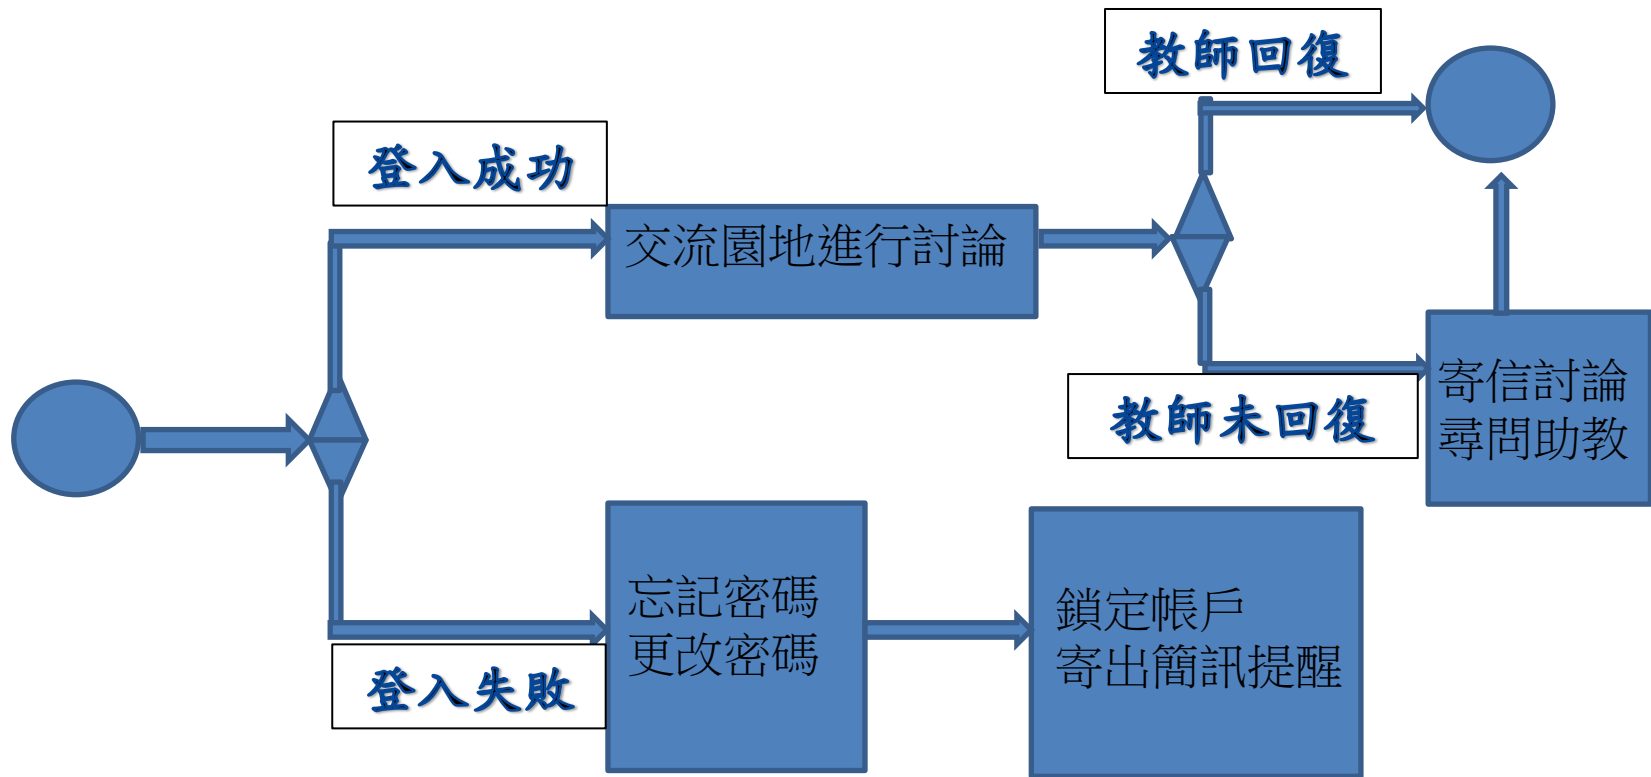 教師回復
登入成功
交流園地進行討論
教師未回復
寄信討論
尋問助教
忘記密碼
更改密碼
鎖定帳戶
寄出簡訊提醒
登入失敗